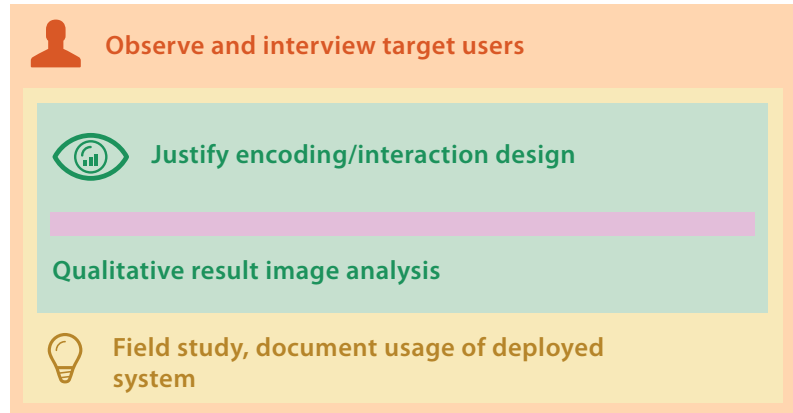 Observe and interview target users
Justify encoding/interaction design
Qualitative result image analysis
Field study, document usage of deployed
system